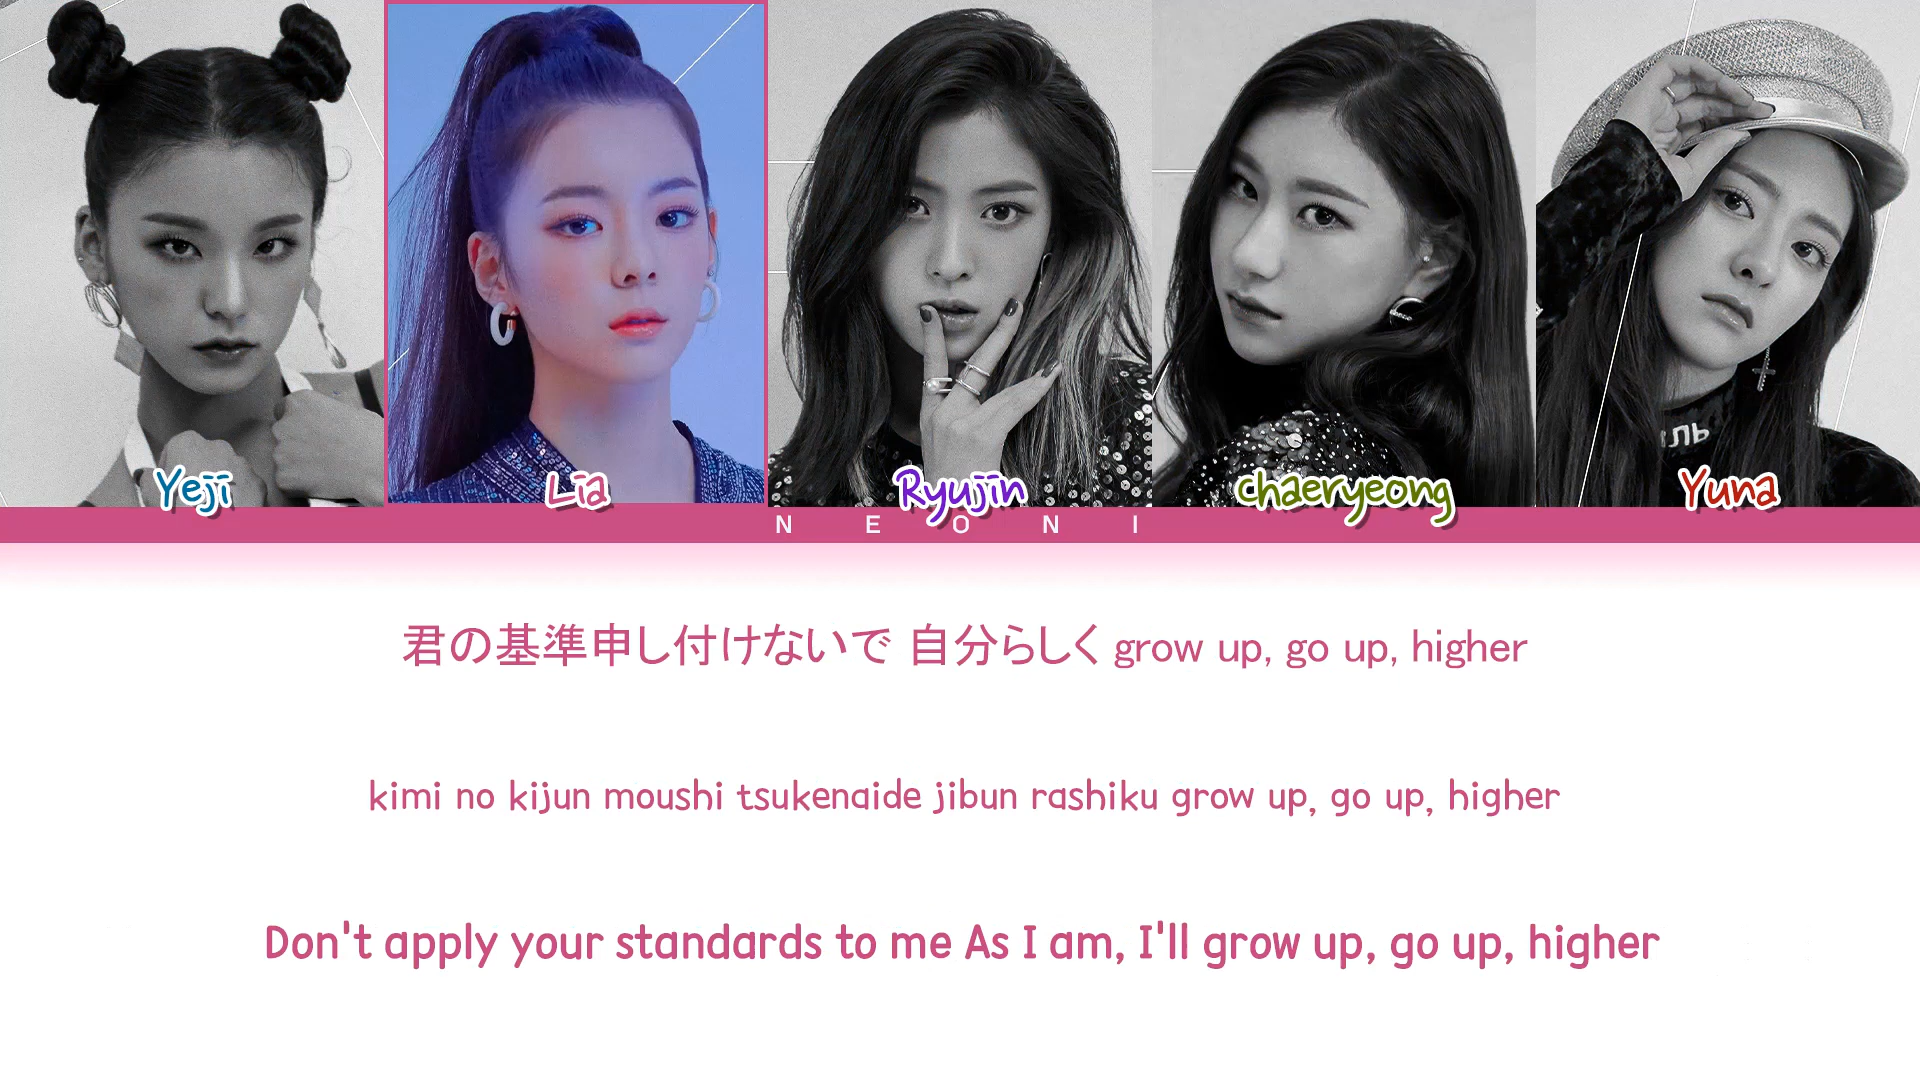 Yeji
Lia
Ryujin
chaeryeong
Yuna
ЛЬ
N E O N I
君の基準申し付けないで 自分らしく grow up, go up, higher
kimi no kijun moushi tsukenaide jibun rashiku grow up, go up, higher
Don't apply your standards to me As I am, I'll grow up, go up, higher